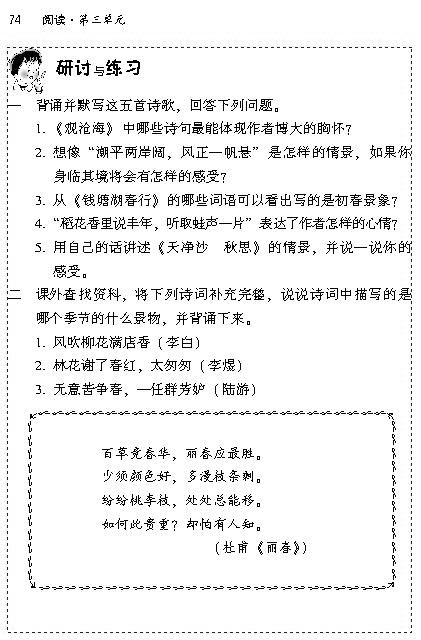 74 阅读·第三单元
研讨与练习
一 背诵并默写这五首诗歌，回答下列问题。
1. 《观沧海》中哪些诗句最能体现作者博大的胸怀？
2. 想像“潮平两岸阔，风正一帆悬”是怎样的情景，如果你
身临其境将会有怎样的感受？
3. 从《钱塘湖春行》的哪些词语可以看出写的是初春景象？
4. “稻花香里说丰年，听取蛙声一片”表达了作者怎样的心情？
5. 用自己的话讲述《天净沙 秋思》的情景，并说一说你的
感受。
二 课外查找资料，将下列诗词补充完整，说说诗词中描写的是
哪个季节的什么景物，并背诵下来。
1. 风吹柳花满店香（李白）
2. 林花谢了春红，太匆匆（李煜）
3. 无意苦争春，一任群芳妒（陆游）
百草竞春华，丽春应最胜。
少须颜色好，多漫枝条剩。
纷纷桃李枝，处处总能移。
如何此贵重？却怕有人知。
（杜甫《丽春》）